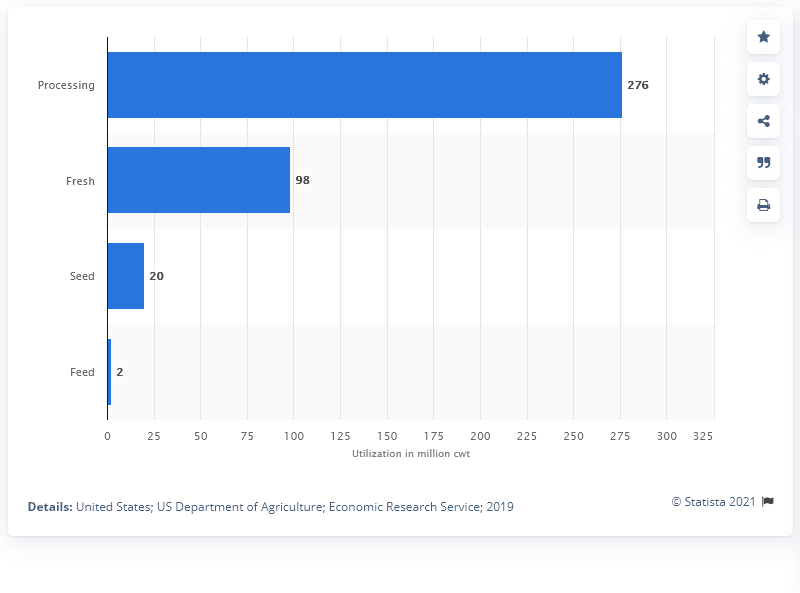 Processing
276
Fresh
98
Seed
20
Feed
2
0 25 50 75 100 125 150 175 200 225 250 275 300 325
Utilization in million cwt
© Statista 2021
Details: United States; US Department of Agriculture; Economic Research Service; 2019